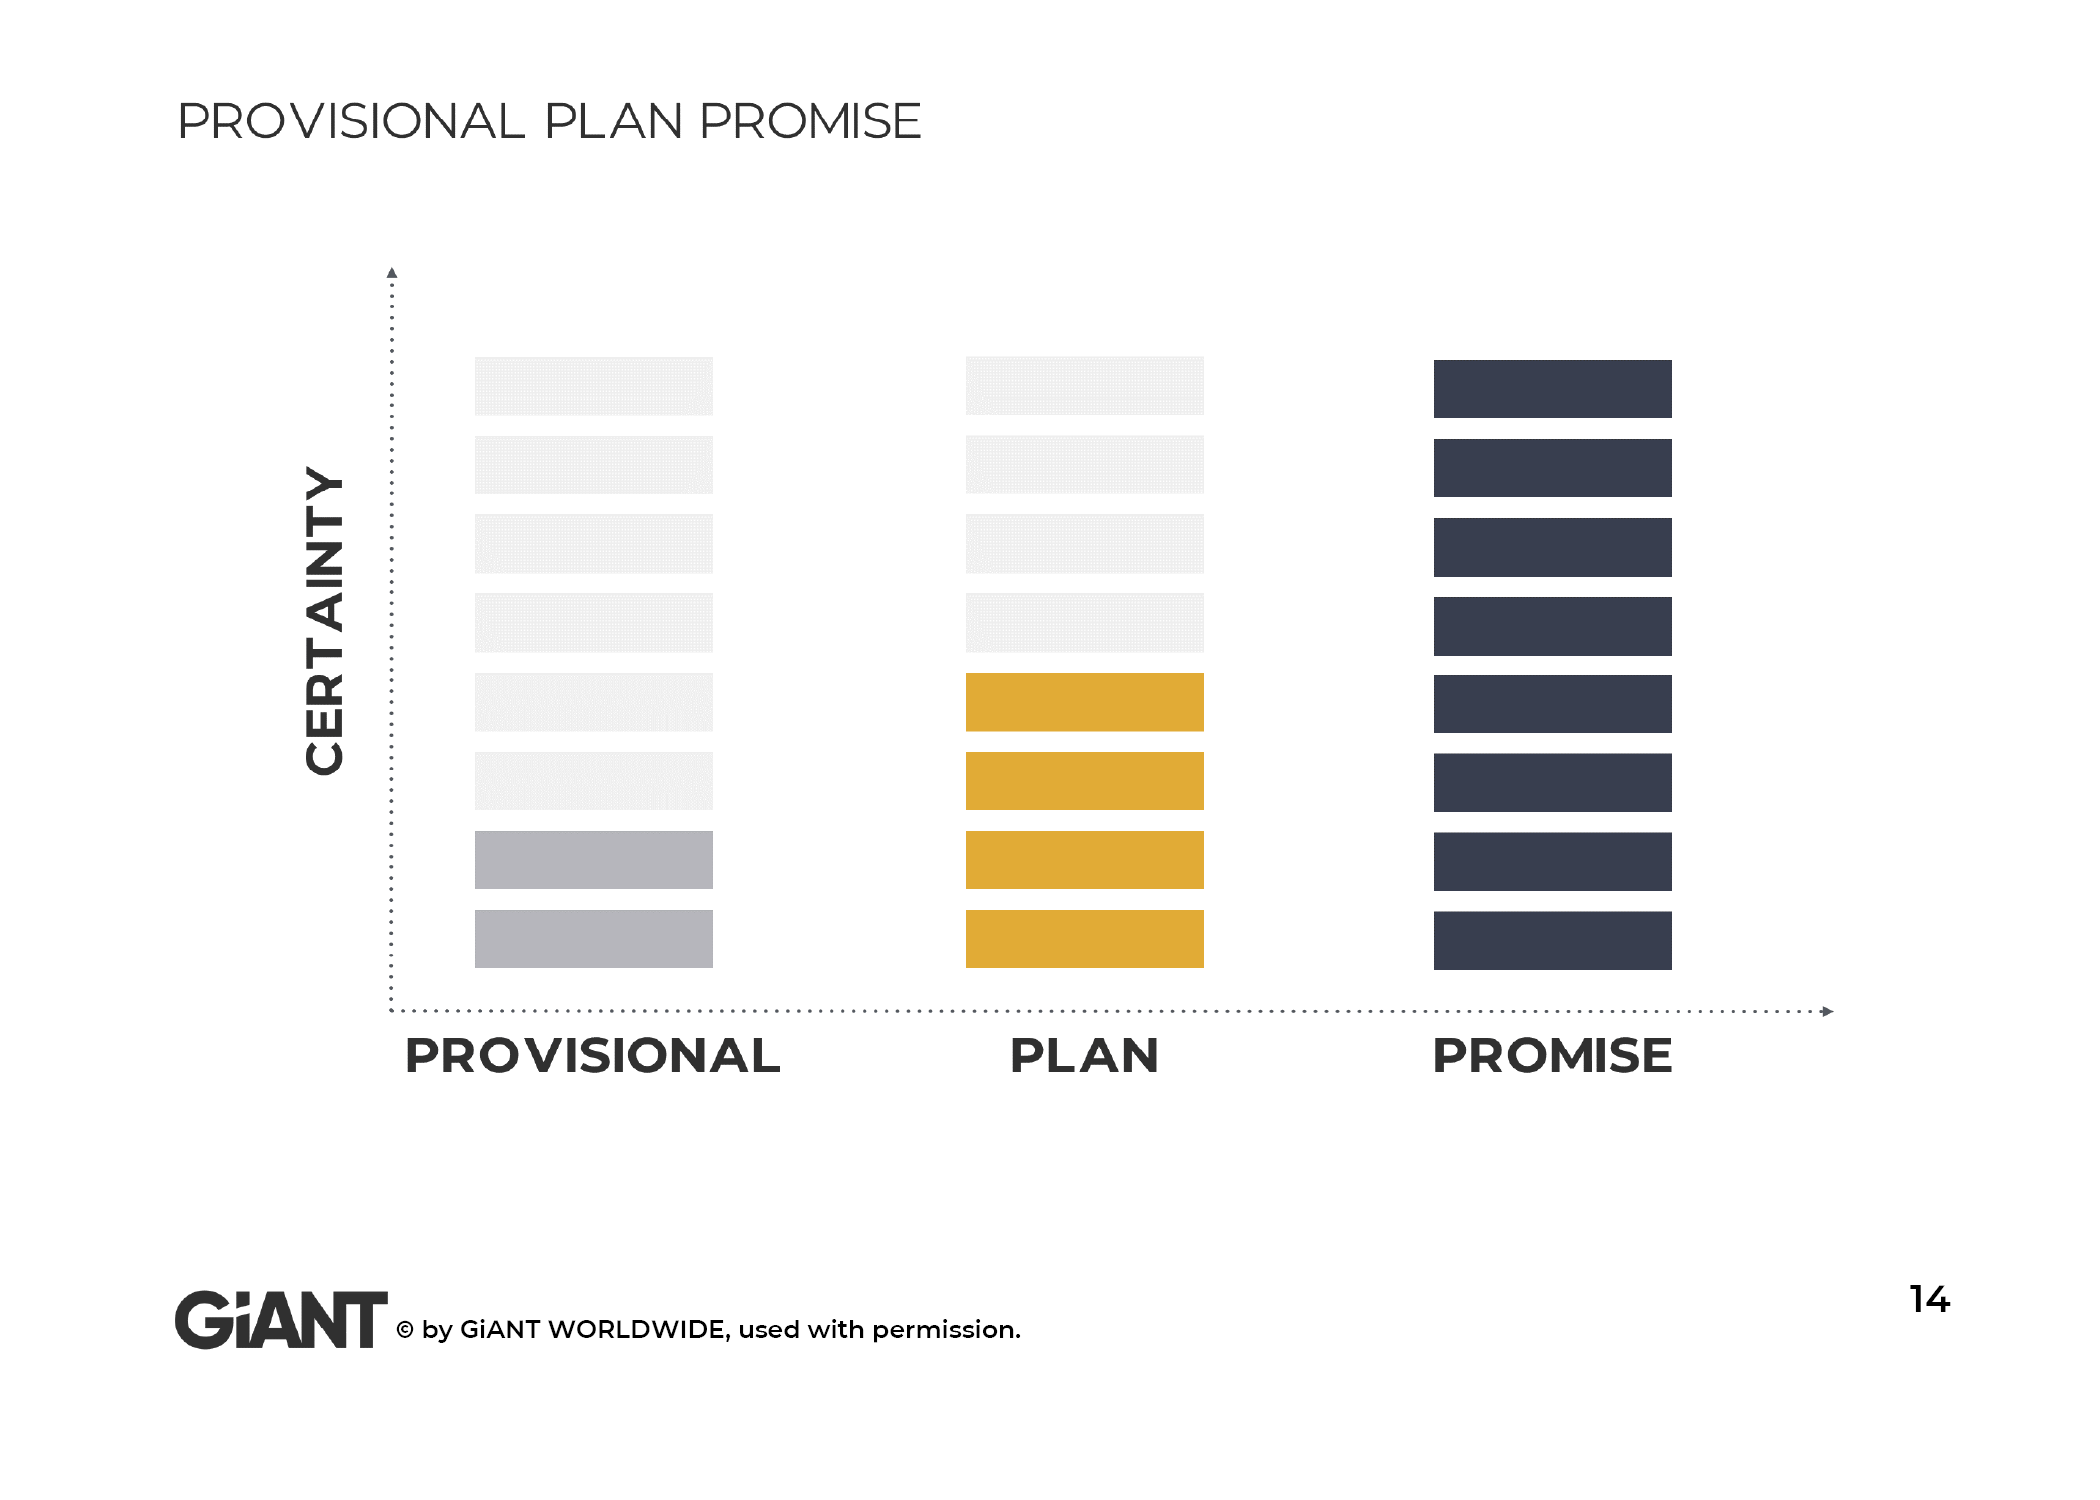 PROVISIONAL PLAN PROMISE
CERTAINTY
PROVISIONAL
PLAN
PROMISE
GiANT © by GiANT WORLDWIDE, used with permission.
14